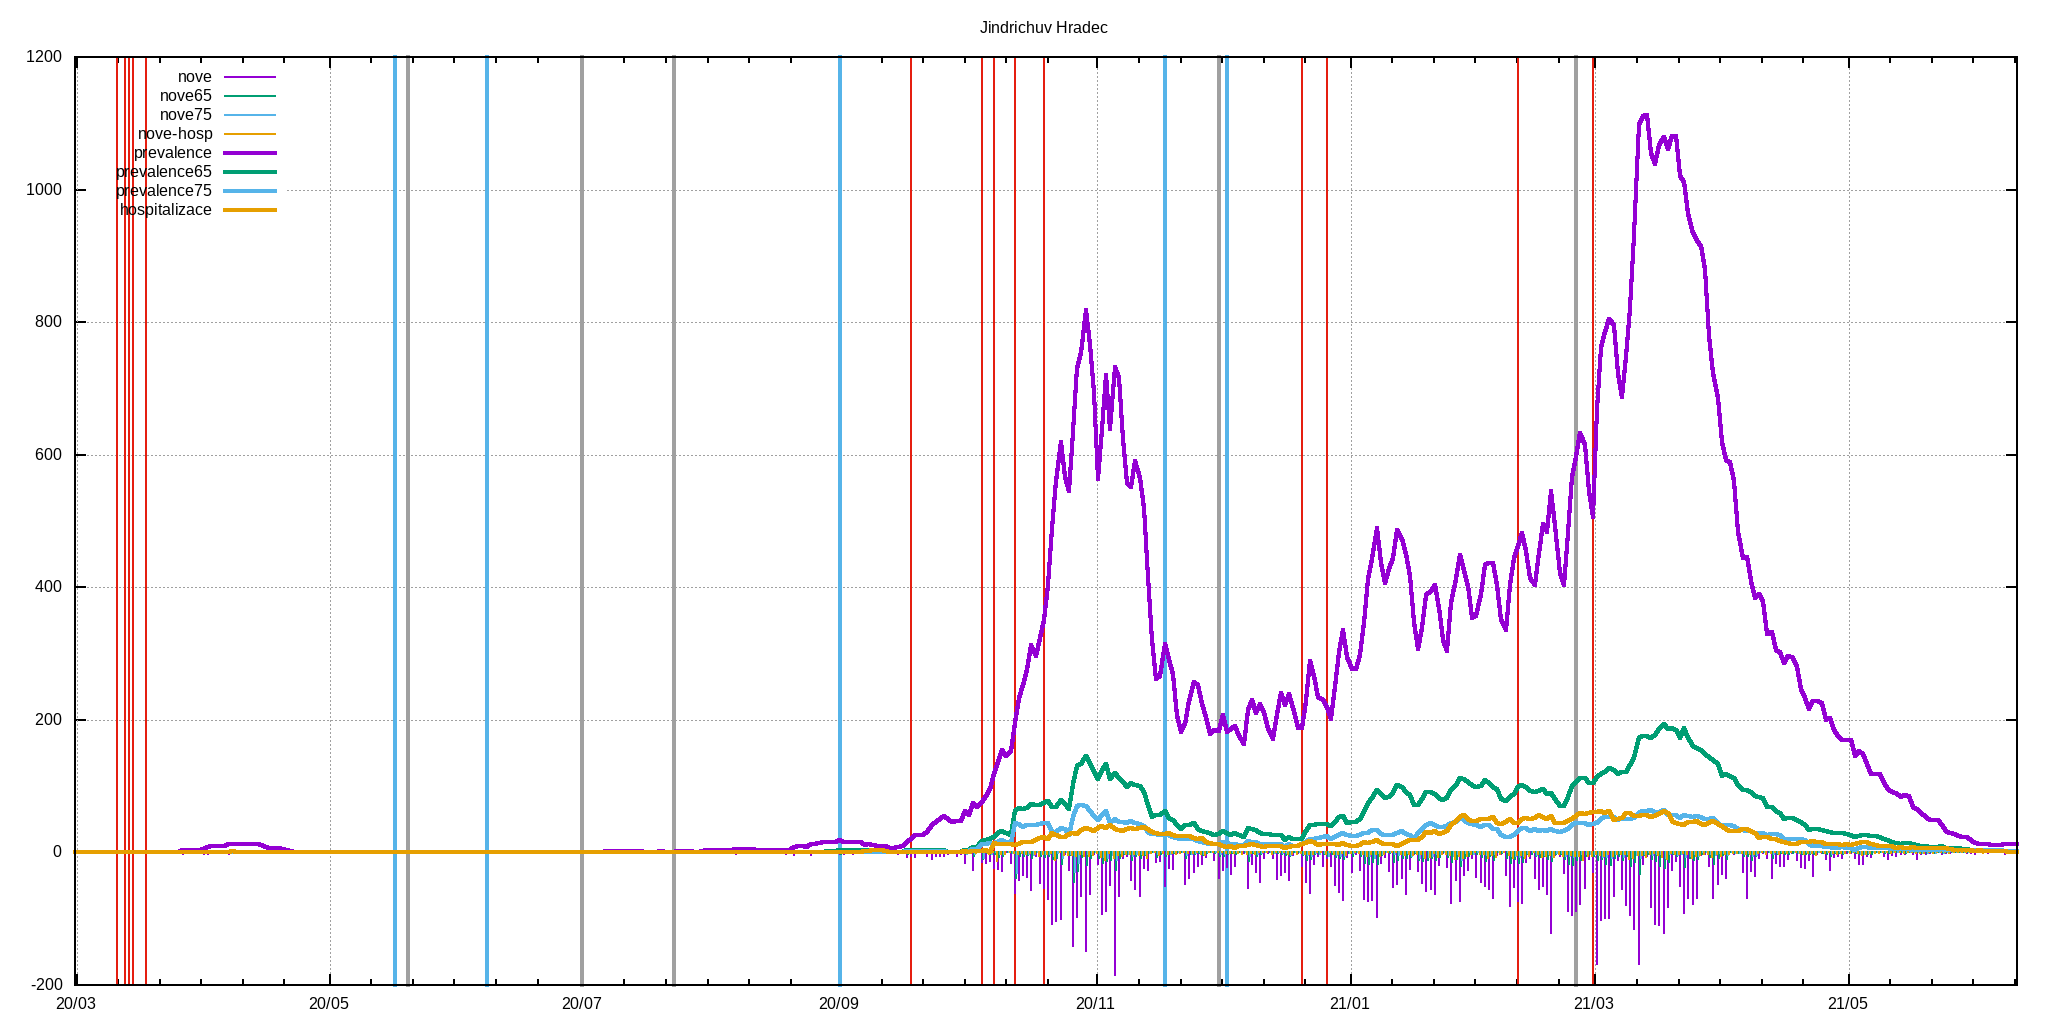 Jindrichuv Hradec
1200
1000
800
600
400
200
0
-200
nove
nove65
nove75
nove-hosp
prevalence
prevalence65
prevalence75
hospitalizace
20/03 20/05 20/07 20/09 20/11 21/01 21/03 21/05